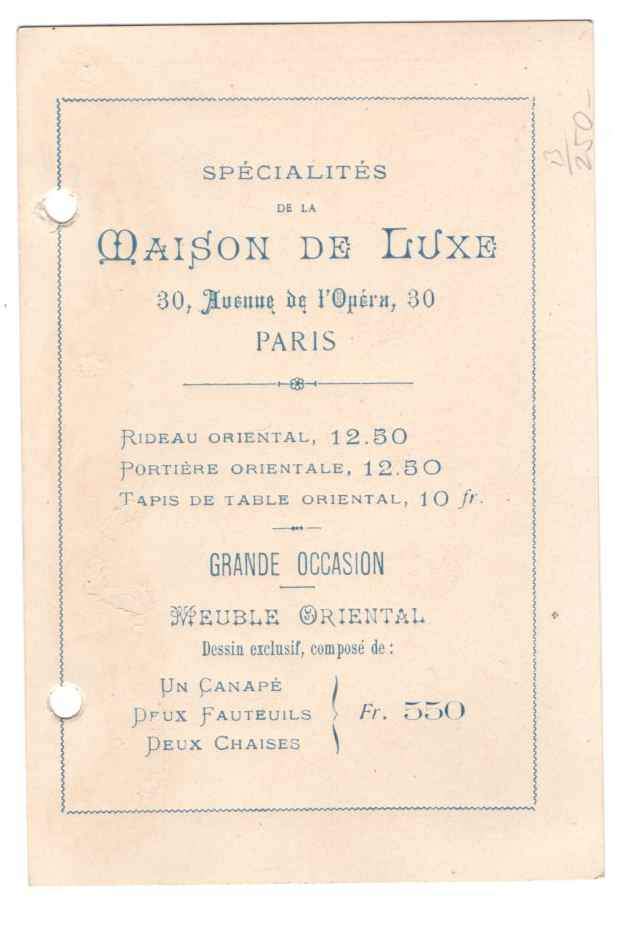 SPÉCIALITÉS
DE LA
MAISON DE LUXE
30, Avenue de l'Opéra, 30
PARIS
RIDEAU ORIENTAL, 12.50
PORTIÈRE ORIENTALE, 12.50
TAPIS DE TABLE ORIENTAL, 10 fr.
GRANDE OCCASION
MEUBLE ORIENTAL
Dessin exclusif, composé de :
UN CANAPÉ
DEUX FAUTEUILS
DEUX CHAISES
Fr. 550
250-